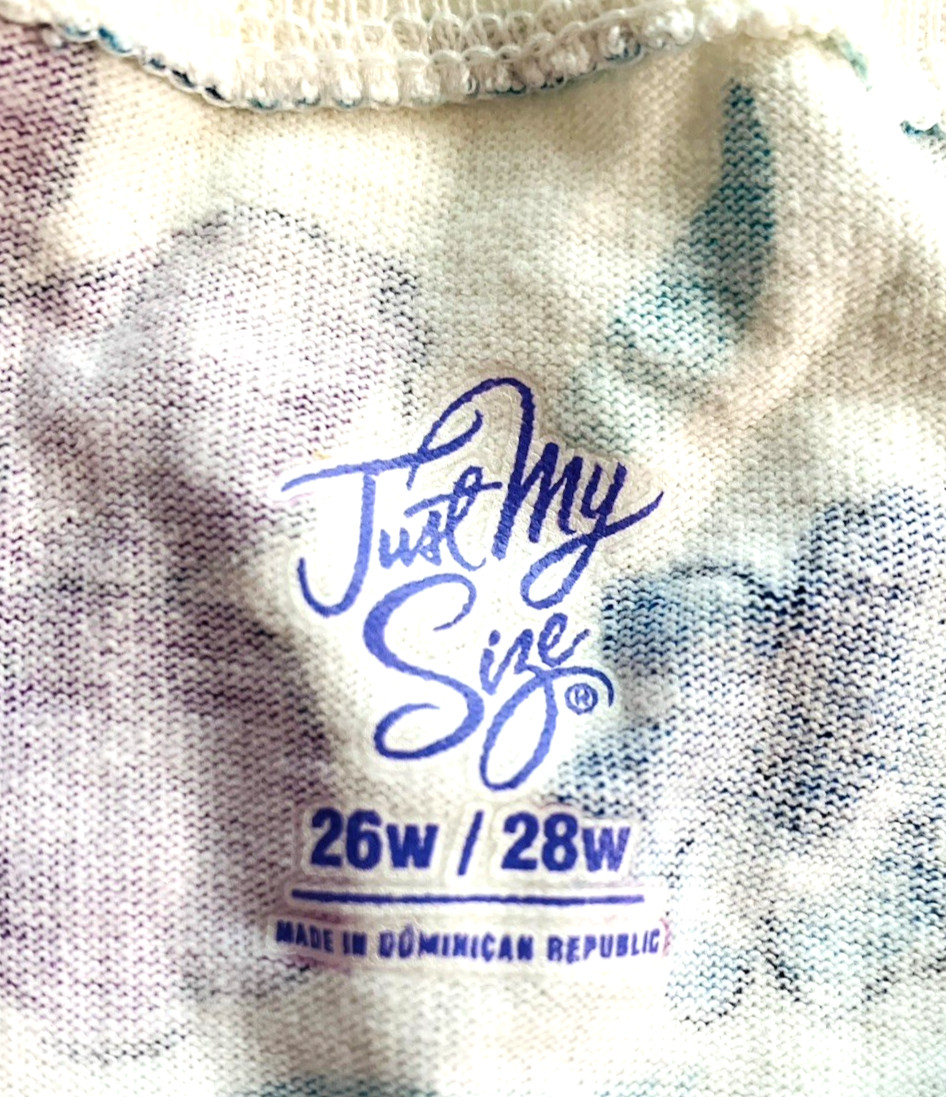 Just My
Size®
26w / 28w
MADE IN DOMINICAN REPUBLIC